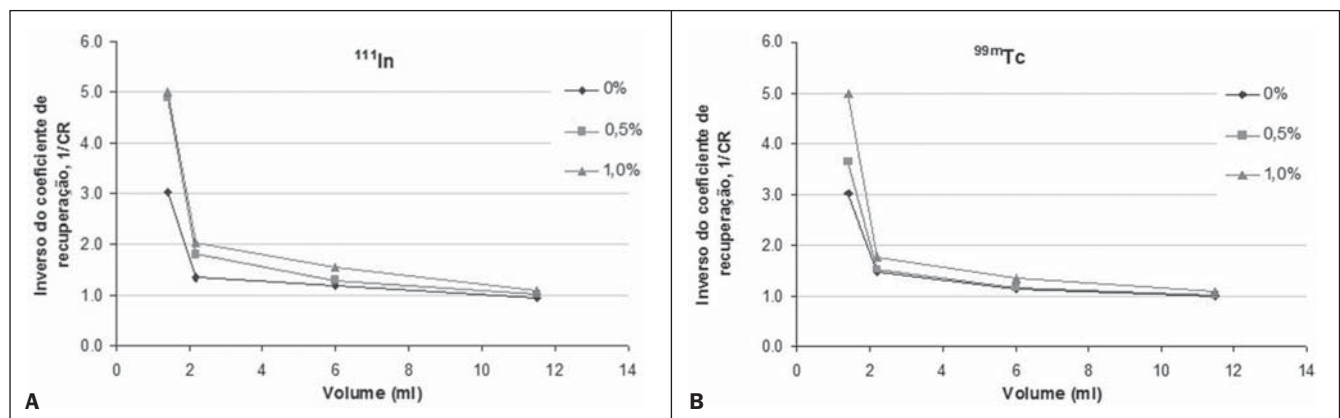 ¹¹¹In
Inverso do coeficiente de
recuperação, 1/CR
6.0
5.0
4.0
3.0
2.0
1.0
0.0
0 2 4 6 8 10 12 14
Volume (ml)
0%
0,5%
1,0%
A
⁹⁹ᵐTc
Inverso do coeficiente de
recuperação, 1/CR
6.0
5.0
4.0
3.0
2.0
1.0
0.0
0 2 4 6 8 10 12 14
Volume (ml)
0%
0,5%
1,0%
B